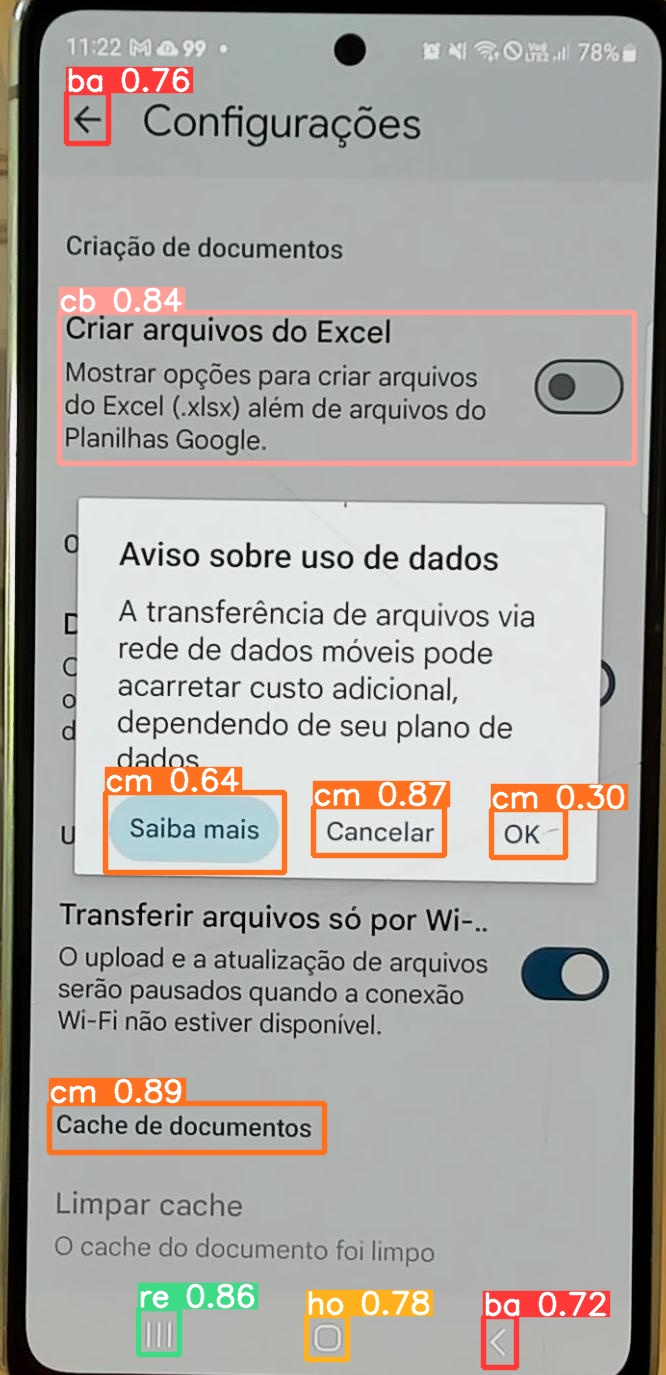 11:22 99 78%
ba 0.76
Configurações
Criação de documentos
cb 0.84
Criar arquivos do Excel
Mostrar opções para criar arquivos
do Excel (.xlsx) além de arquivos do
Planilhas Google.
O
Aviso sobre uso de dados
D
A transferência de arquivos via
rede de dados móveis pode
C
acarretar custo adicional,
o
dependendo de seu plano de
d
dados.
cm 0.64 cm 0.87 cm 0.30
U
Saiba mais Cancelar OK
Transferir arquivos só por Wi-..
O upload e a atualização de arquivos
serão pausados quando a conexão
Wi-Fi não estiver disponível.
cm 0.89
Cache de documentos
Limpar cache
O cache do documento foi limpo
re 0.86 ho 0.78 ba 0.72